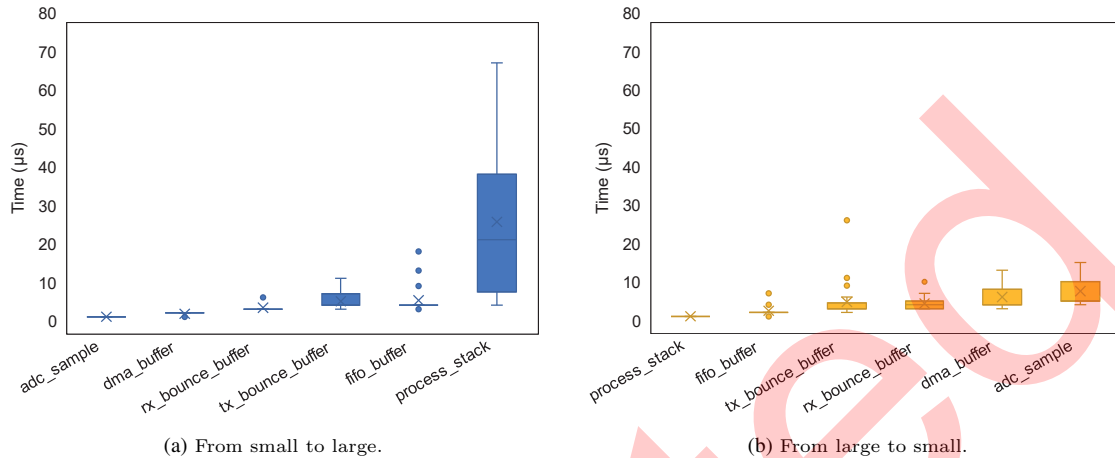 80
70
60
50
40
30
20
10
0
Time (µs)
adc_sample
dma_buffer
rx_bounce_buffer
tx_bounce_buffer
fifo_buffer
process_stack
(a) From small to large.
80
70
60
50
40
30
20
10
0
Time (µs)
process_stack
fifo_buffer
tx_bounce_buffer
rx_bounce_buffer
dma_buffer
adc_sample
(b) From large to small.
ted